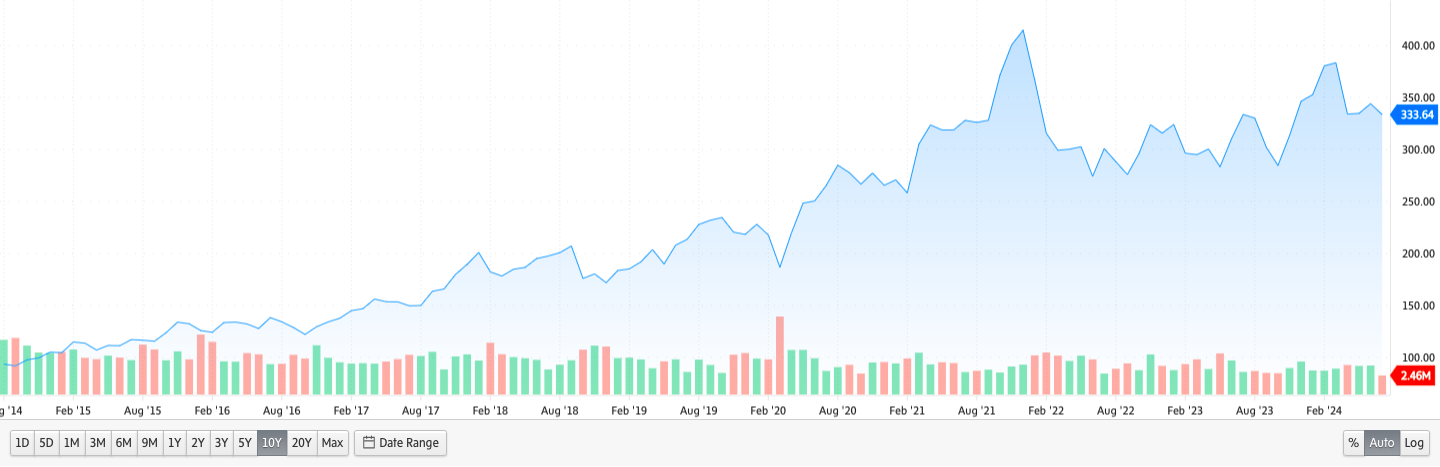 400.00
350.00
333.64
300.00
250.00
200.00
150.00
100.00
2.46M
g '14 Feb '15 Aug '15 Feb '16 Aug '16 Feb '17 Aug '17 Feb '18 Aug '18 Feb '19 Aug '19 Feb '20 Aug '20 Feb '21 Aug '21 Feb '22 Aug '22 Feb '23 Aug '23 Feb '24
1D 5D 1M 3M 6M 9M 1Y 2Y 3Y 5Y 10Y 20Y Max Date Range % Auto Log